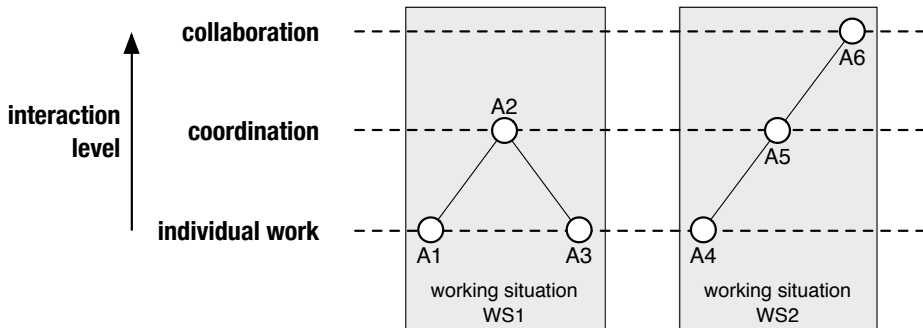 collaboration
A6
interaction
level
coordination
A2
A5
individual work
A1
A3
A4
working situation
WS1
working situation
WS2